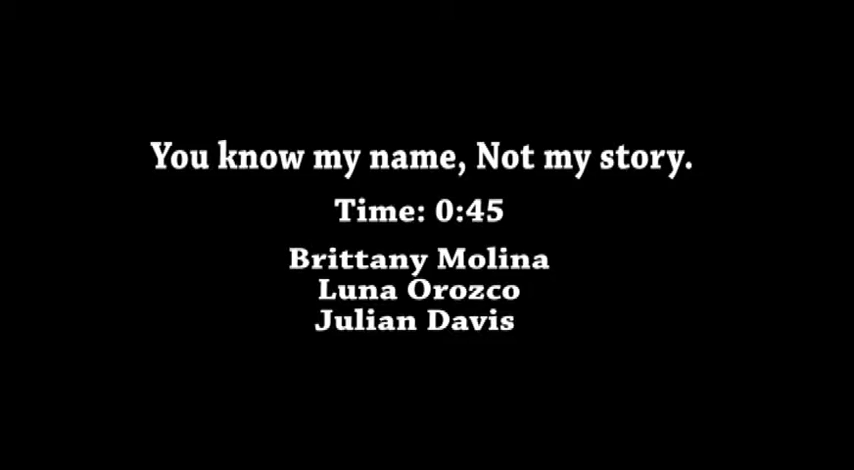 You know my name, Not my story.
Time: 0:45
Brittany Molina
Luna Orozco
Julian Davis